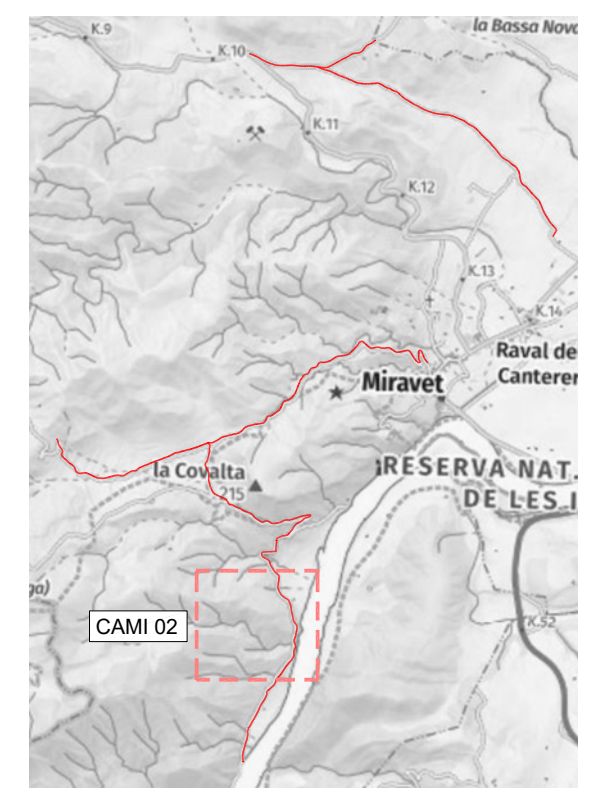 la Bassa Nova
K.9
K.10
K.11
K.12
K.13
K.14
Raval de
Canterer
Miravet
RESERVA NAT.
DE LES I
la Covalta
215
ga)
CAMI 02
K.52